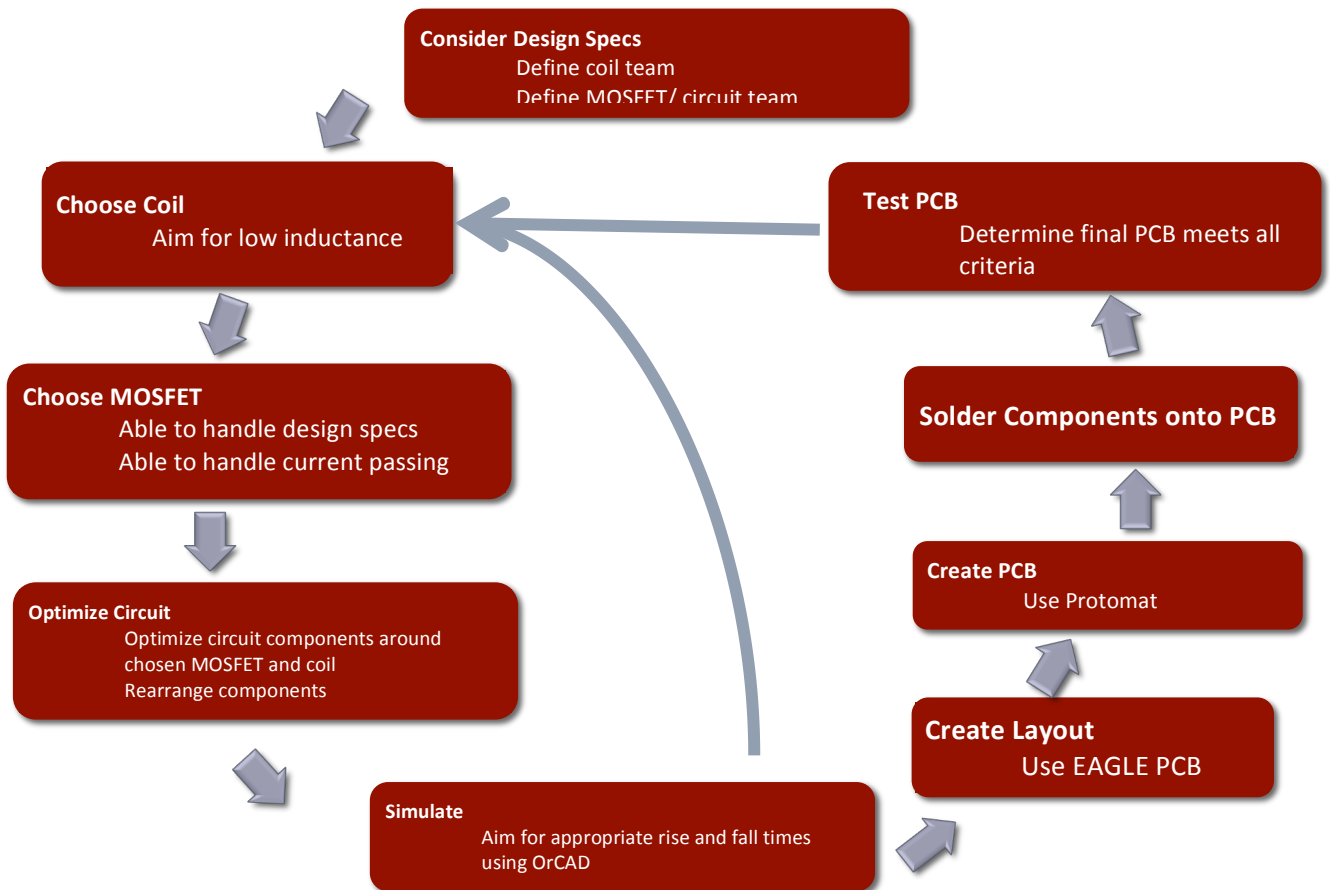 Consider Design Specs
Define coil team
Define MOSFET/ circuit team
Choose Coil
Aim for low inductance
Choose MOSFET
Able to handle design specs
Able to handle current passing
Optimize Circuit
Optimize circuit components around
chosen MOSFET and coil
Rearrange components
Simulate
Aim for appropriate rise and fall times
using OrCAD
Create Layout
Use EAGLE PCB
Create PCB
Use Protomat
Solder Components onto PCB
Test PCB
Determine final PCB meets all
criteria